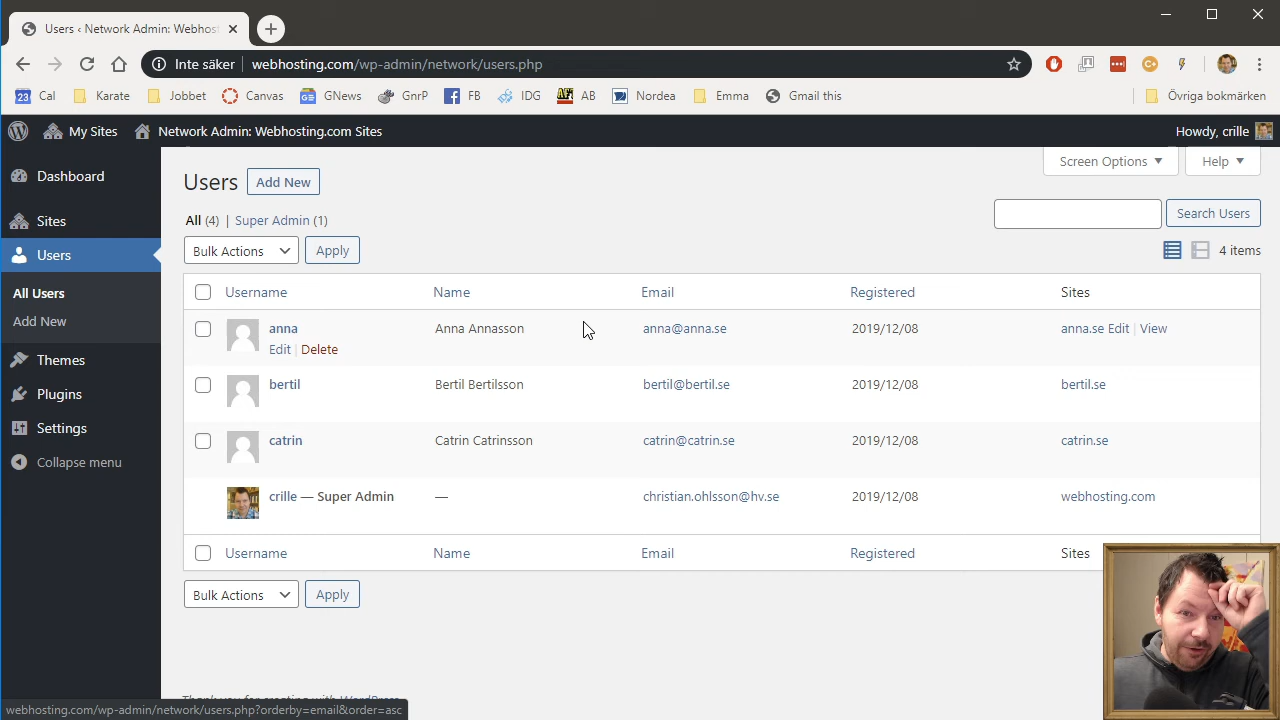 Users ‹ Network Admin: Webhost
Inte säker
webhosting.com/wp-admin/network/users.php
23 Cal
Karate
Jobbet
Canvas
GNews
GnrP
FB
IDG
AB
Nordea
Emma
Gmail this
Övriga bokmärken
My Sites
Network Admin: Webhosting.com Sites
Howdy, crille
Dashboard
Sites
Users
All Users
Add New
Themes
Plugins
Settings
Collapse menu
Screen Options
Help
Users
Add New
All (4) | Super Admin (1)
Search Users
Bulk Actions
Apply
4 items
Username Name Email Registered Sites
anna Anna Annasson anna@anna.se 2019/12/08 anna.se Edit | View
Edit | Delete
bertil Bertil Bertilsson bertil@bertil.se 2019/12/08 bertil.se
catrin Catrin Catrinsson catrin@catrin.se 2019/12/08 catrin.se
crille — Super Admin — christian.ohlsson@hv.se 2019/12/08 webhosting.com
Username Name Email Registered Sites
Bulk Actions
Apply
Thank you for creating with WordPress
webhosting.com/wp-admin/network/users.php?orderby=email&order=asc